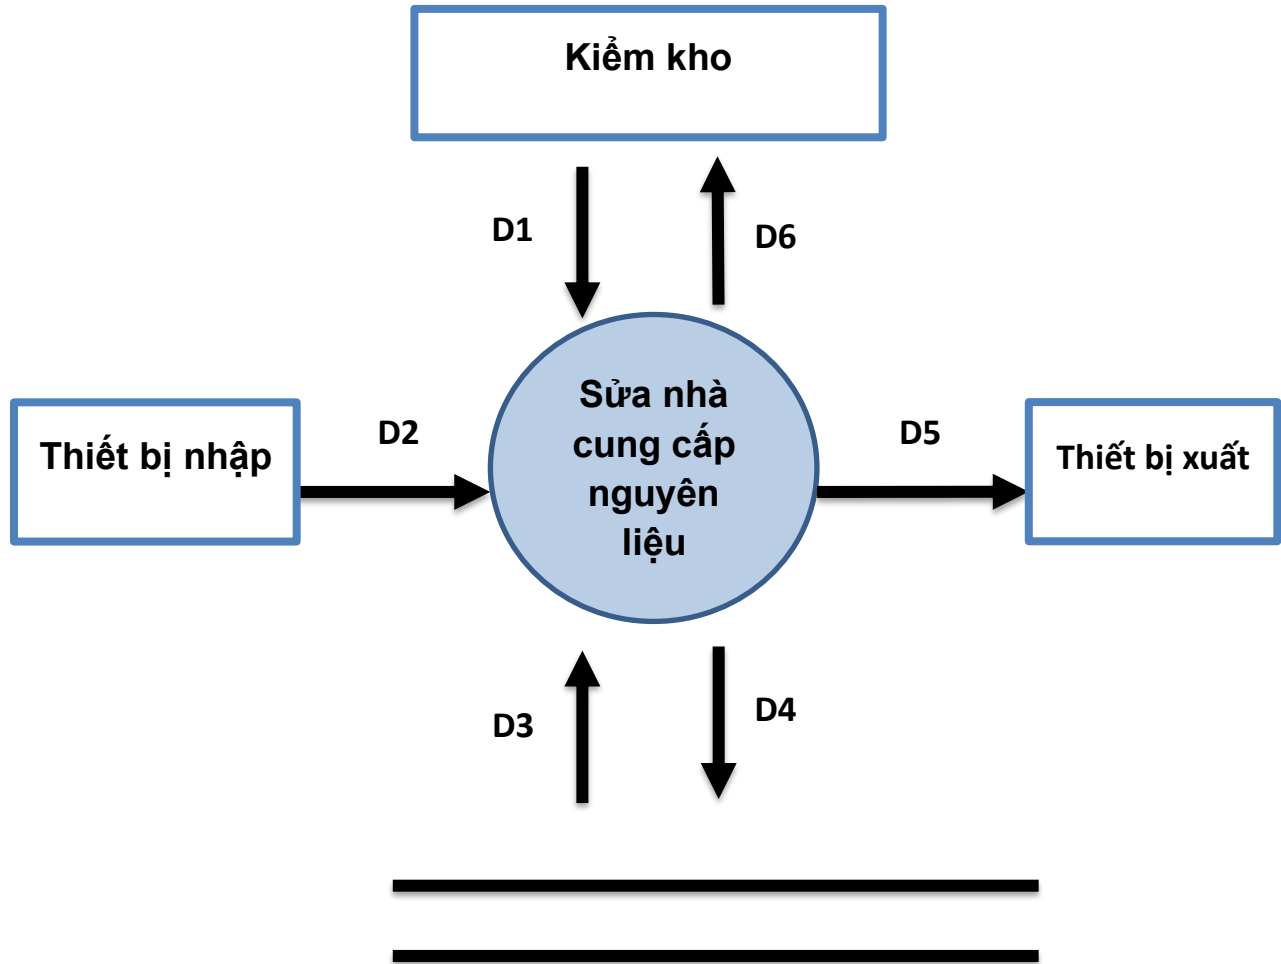 Kiểm kho
D1
D6
Thiết bị nhập
D2
Sửa nhà
cung cấp
nguyên
liệu
D5
Thiết bị xuất
D3
D4